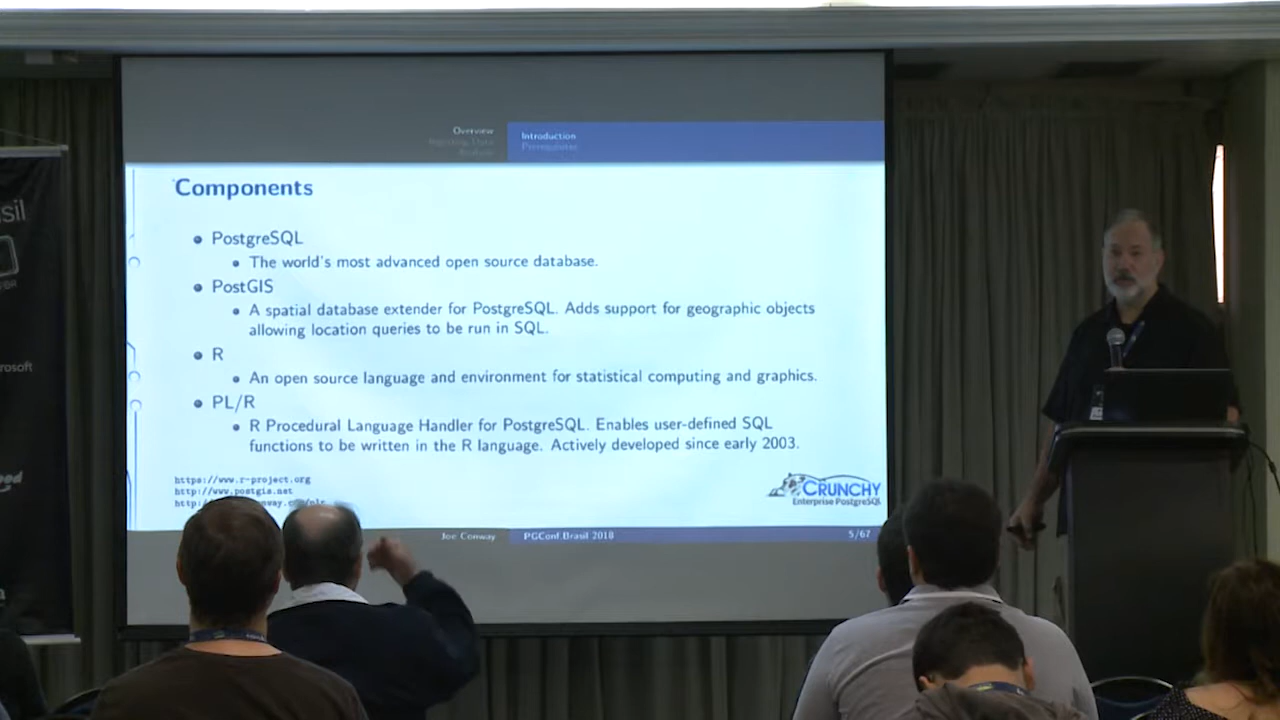 Overview
Introduction
Prerequisites
Components
PostgreSQL
The world's most advanced open source database.
PostGIS
A spatial database extender for PostgreSQL. Adds support for geographic objects
allowing location queries to be run in SQL.
R
An open source language and environment for statistical computing and graphics.
PL/R
R Procedural Language Handler for PostgreSQL. Enables user-defined SQL
functions to be written in the R language. Actively developed since early 2003.
https://www.r-project.org
http://www.postgis.net
CRUNCHY
Enterprise PostgreSQL
Joe Conway
PGConf.Brasil 2018
5/67
sil
rosoft